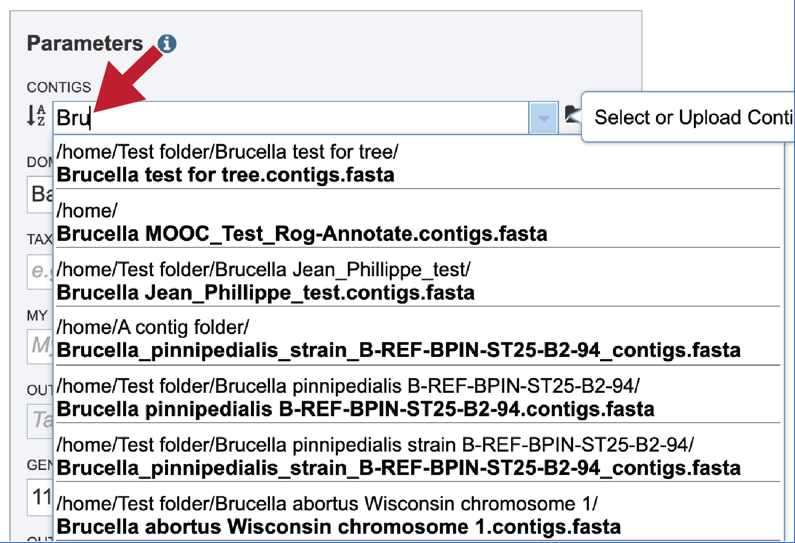 Parameters
CONTIGS
Bru
Select or Upload Conti
/home/Test folder/Brucella test for tree/
Brucella test for tree.contigs.fasta
/home/
Brucella MOOC_Test_Rog-Annotate.contigs.fasta
/home/Test folder/Brucella Jean_Phillippe_test/
Brucella Jean_Phillippe_test.contigs.fasta
/home/A contig folder/
Brucella_pinnipedialis_strain_B-REF-BPIN-ST25-B2-94_contigs.fasta
/home/Test folder/Brucella pinnipedialis B-REF-BPIN-ST25-B2-94/
Brucella pinnipedialis B-REF-BPIN-ST25-B2-94.contigs.fasta
/home/Test folder/Brucella pinnipedialis strain B-REF-BPIN-ST25-B2-94/
Brucella_pinnipedialis_strain_B-REF-BPIN-ST25-B2-94_contigs.fasta
/home/Test folder/Brucella abortus Wisconsin chromosome 1/
Brucella abortus Wisconsin chromosome 1.contigs.fasta
DOM
Ba
TAX
e.g
MY
My
OUT
Ta
GEN
11